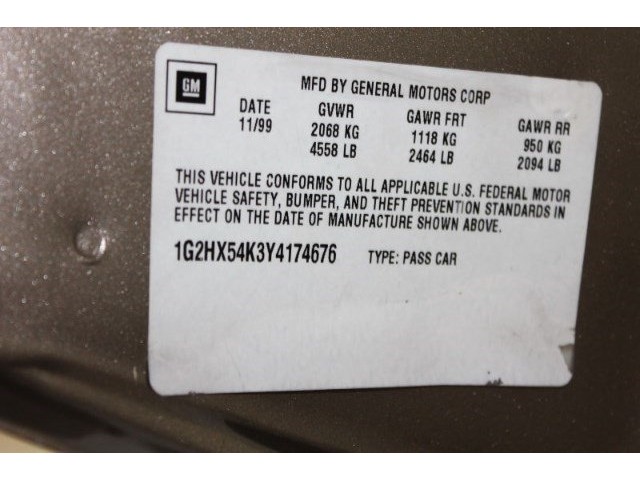 GM
MFD BY GENERAL MOTORS CORP
DATE GVWR GAWR FRT GAWR RR
11/99 2068 KG 1118 KG 950 KG
4558 LB 2464 LB 2094 LB
THIS VEHICLE CONFORMS TO ALL APPLICABLE U.S. FEDERAL MOTOR
VEHICLE SAFETY, BUMPER, AND THEFT PREVENTION STANDARDS IN
EFFECT ON THE DATE OF MANUFACTURE SHOWN ABOVE.
1G2HX54K3Y4174676 TYPE: PASS CAR